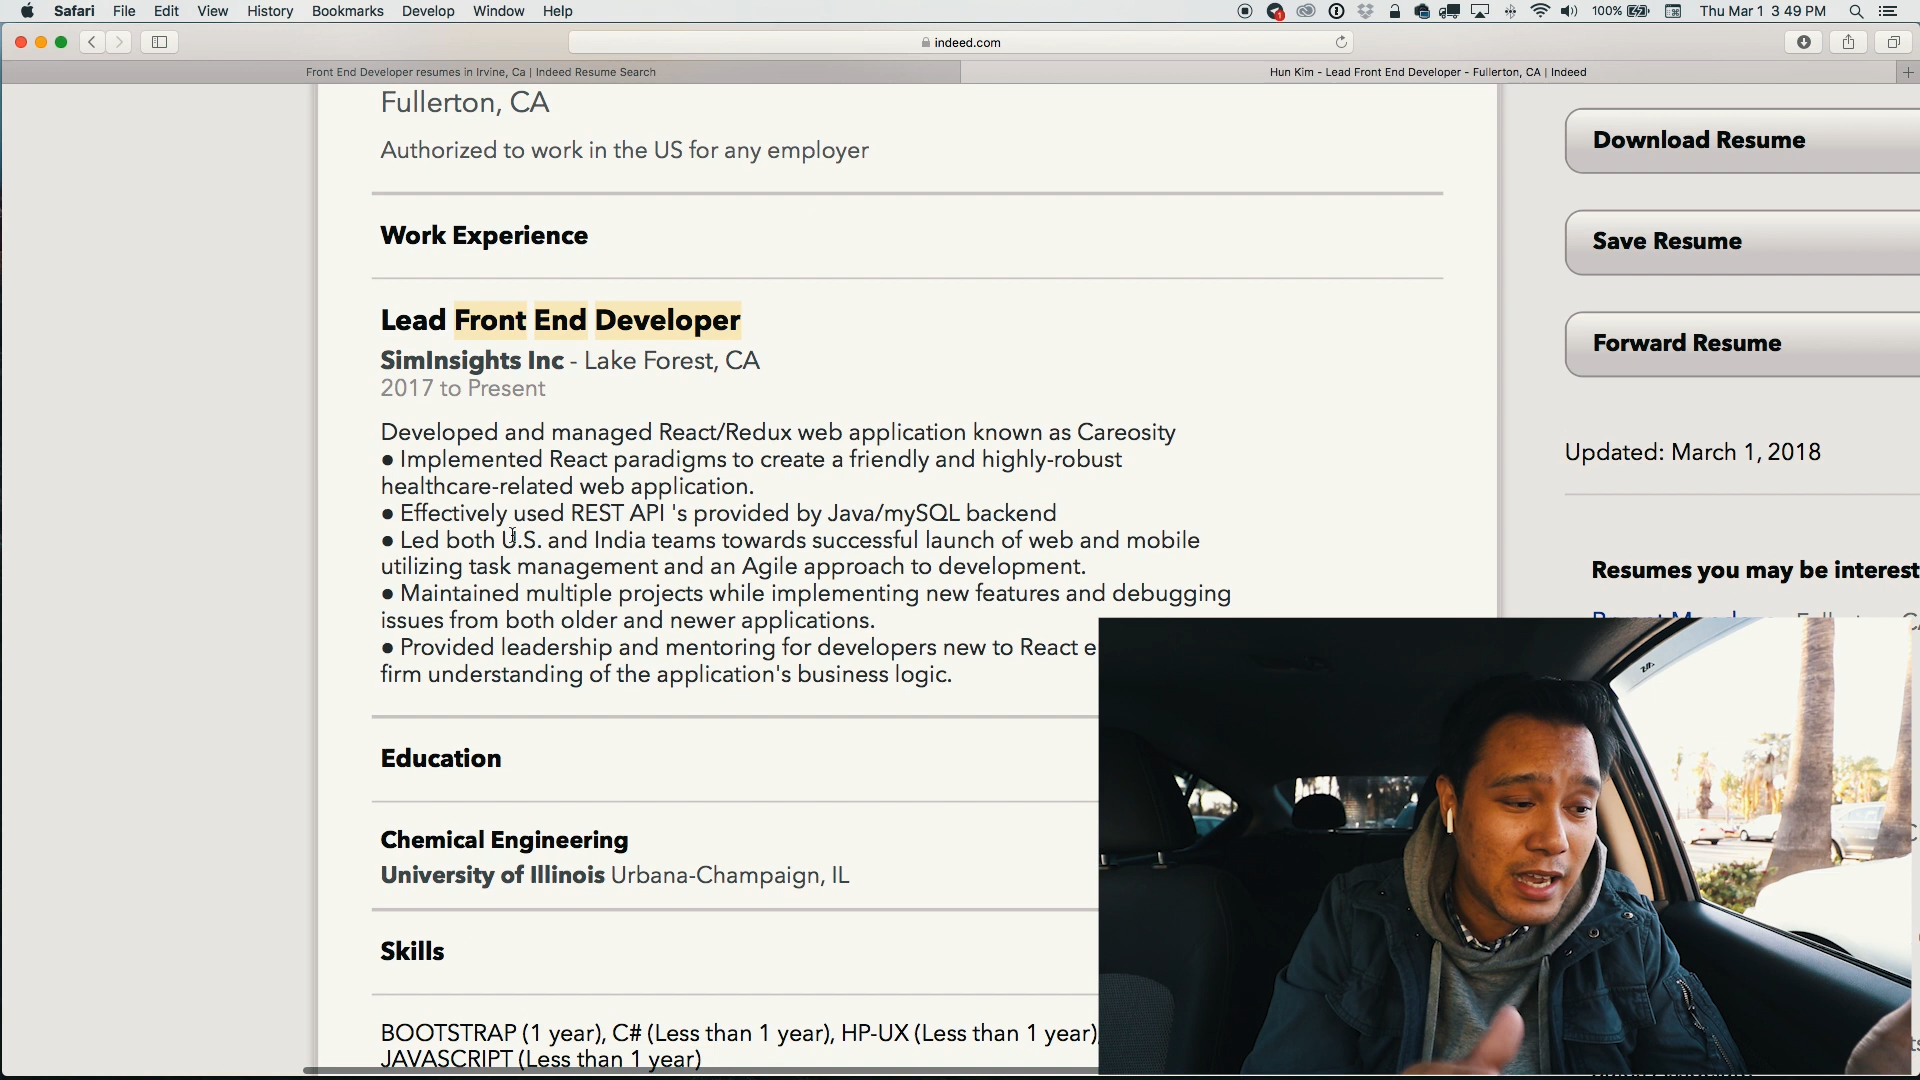 Safari File Edit View History Bookmarks Develop Window Help 100% Thu Mar 1 3 49 PM
indeed.com
Front End Developer resumes in Irvine, Ca | Indeed Resume Search
Hun Kim - Lead Front End Developer - Fullerton, CA | Indeed
Fullerton, CA
Authorized to work in the US for any employer
Work Experience
Lead Front End Developer
SimInsights Inc - Lake Forest, CA
2017 to Present
Developed and managed React/Redux web application known as Careosity
● Implemented React paradigms to create a friendly and highly-robust
healthcare-related web application.
● Effectively used REST API 's provided by Java/mySQL backend
● Led both U.S. and India teams towards successful launch of web and mobile
utilizing task management and an Agile approach to development.
● Maintained multiple projects while implementing new features and debugging
issues from both older and newer applications.
● Provided leadership and mentoring for developers new to React e
firm understanding of the application's business logic.
Education
Chemical Engineering
University of Illinois Urbana-Champaign, IL
Skills
BOOTSTRAP (1 year), C# (Less than 1 year), HP-UX (Less than 1 year)
JAVASCRIPT (Less than 1 year)
Download Resume
Save Resume
Forward Resume
Updated: March 1, 2018
Resumes you may be interest